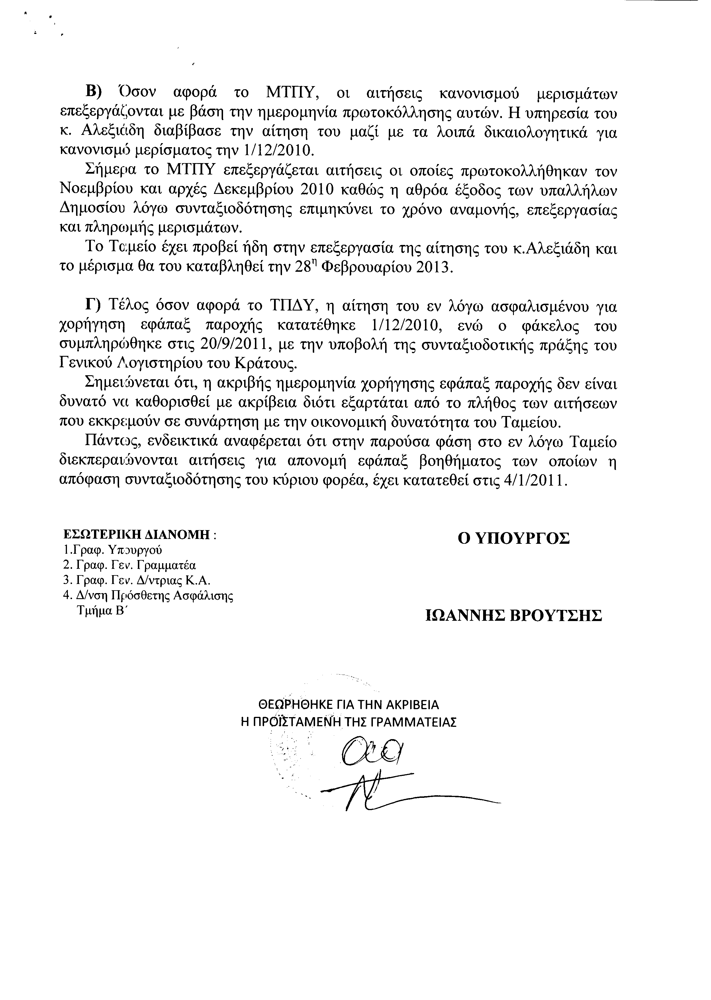 Β) Όσον αφορά το ΜΤΠΥ, οι αιτήσεις κανονισμού μερισμάτων
επεξεργάζονται με βάση την ημερομηνία πρωτοκόλλησης αυτών. Η υπηρεσία του
κ. Αλεξιάδη διαβίβασε την αίτηση του μαζί με τα λοιπά δικαιολογητικά για
κανονισμό μερίσματος την 1/12/2010.
Σήμερα το ΜΤΠΥ επεξεργάζεται αιτήσεις οι οποίες πρωτοκολλήθηκαν τον
Νοεμβρίου και αρχές Δεκεμβρίου 2010 καθώς η αθρόα έξοδος των υπαλλήλων
Δημοσίου λόγω συνταξιοδότησης επιμηκύνει το χρόνο αναμονής, επεξεργασίας
και πληρωμής μερισμάτων.
Το Ταμείο έχει προβεί ήδη στην επεξεργασία της αίτησης του κ.Αλεξιάδη και
το μέρισμα θα του καταβληθεί την 28η Φεβρουαρίου 2013.
Γ) Τέλος όσον αφορά το ΤΠΔΥ, η αίτηση του εν λόγω ασφαλισμένου για
χορήγηση εφάπαξ παροχής κατατέθηκε 1/12/2010, ενώ ο φάκελος του
συμπληρώθηκε στις 20/9/2011, με την υποβολή της συνταξιοδοτικής πράξης του
Γενικού Λογιστηρίου του Κράτους.
Σημειώνεται ότι, η ακριβής ημερομηνία χορήγησης εφάπαξ παροχής δεν είναι
δυνατό να καθορισθεί με ακρίβεια διότι εξαρτάται από το πλήθος των αιτήσεων
που εκκρεμούν σε συνάρτηση με την οικονομική δυνατότητα του Ταμείου.
Πάντως, ενδεικτικά αναφέρεται ότι στην παρούσα φάση στο εν λόγω Ταμείο
διεκπεραιώνονται αιτήσεις για απονομή εφάπαξ βοηθήματος των οποίων η
απόφαση συνταξιοδότησης του κύριου φορέα, έχει κατατεθεί στις 4/1/2011.
ΕΣΩΤΕΡΙΚΗ ΔΙΑΝΟΜΗ :
1.Γραφ. Υπουργού
2. Γραφ. Γεν. Γραμματέα
3. Γραφ. Γεν. Δ/ντριας Κ.Α.
4. Δ/νση Πρόσθετης Ασφάλισης
Τμήμα Β΄
Ο ΥΠΟΥΡΓΟΣ
ΙΩΑΝΝΗΣ ΒΡΟΥΤΣΗΣ
ΘΕΩΡΗΘΗΚΕ ΓΙΑ ΤΗΝ ΑΚΡΙΒΕΙΑ
Η ΠΡΟΪΣΤΑΜΕΝΗ ΤΗΣ ΓΡΑΜΜΑΤΕΙΑΣ